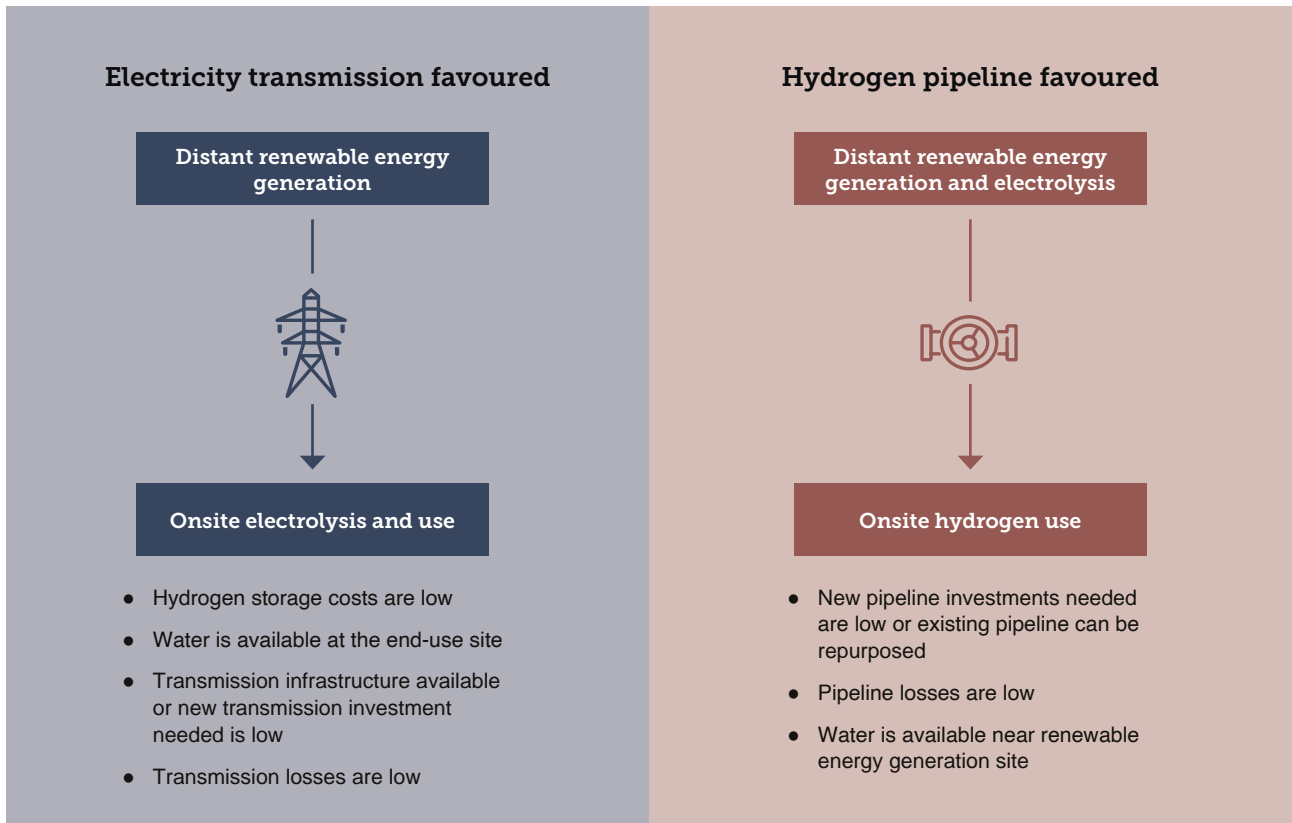 Electricity transmission favoured
Distant renewable energy
generation
Onsite electrolysis and use
● Hydrogen storage costs are low
● Water is available at the end-use site
● Transmission infrastructure available
or new transmission investment
needed is low
● Transmission losses are low
Hydrogen pipeline favoured
Distant renewable energy
generation and electrolysis
Onsite hydrogen use
● New pipeline investments needed
are low or existing pipeline can be
repurposed
● Pipeline losses are low
● Water is available near renewable
energy generation site